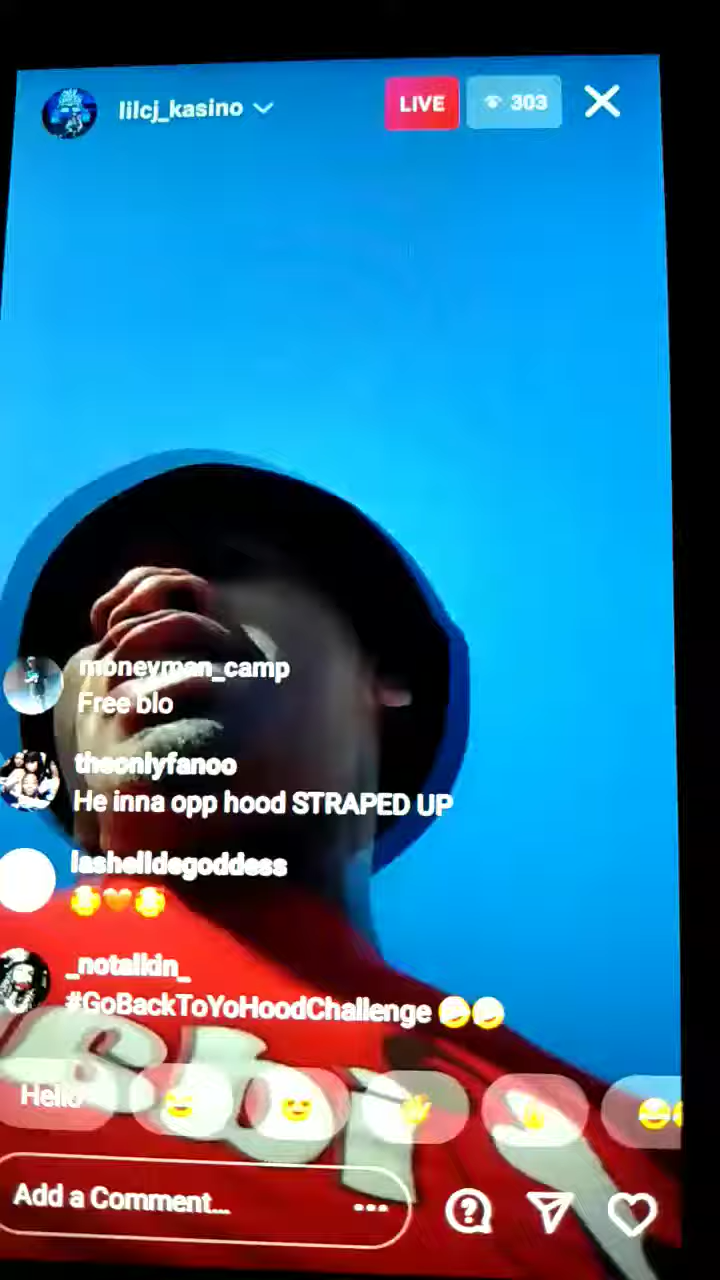 lilcj_kasino
LIVE
303
moneyman_camp
Free blo
theonlyfanoo
He inna opp hood STRAPED UP
lashelldegoddess
_notalkin_
#GoBackToYoHoodChallenge
Hello
Add a Comment...